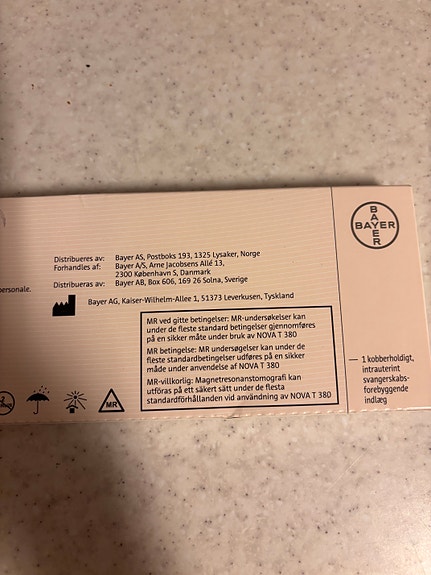 BAYER
BAYER
personale.
Distribueres av: Bayer AS, Postboks 193, 1325 Lysaker, Norge
Forhandles af: Bayer A/S, Arne Jacobsens Allé 13,
2300 København S, Danmark
Distribueras av: Bayer AB, Box 606, 169 26 Solna, Sverige
Bayer AG, Kaiser-Wilhelm-Allee 1, 51373 Leverkusen, Tyskland
MR ved gitte betingelser: MR-undersøkelser kan
under de fleste standard betingelser gjennomføres
på en sikker måte under bruk av NOVA T 380
MR betingelse: MR undersøgelser kan under de
fleste standardbetingelser udføres på en sikker
måde under anvendelse af NOVA T 380
MR-villkorlig: Magnetresonanstomografi kan
utföras på ett säkert sätt under de flesta
standardförhållanden vid användning av NOVA T 380
MR
1 kobberholdigt,
intrauterint
svangerskabs-
forebyggende
indlæg